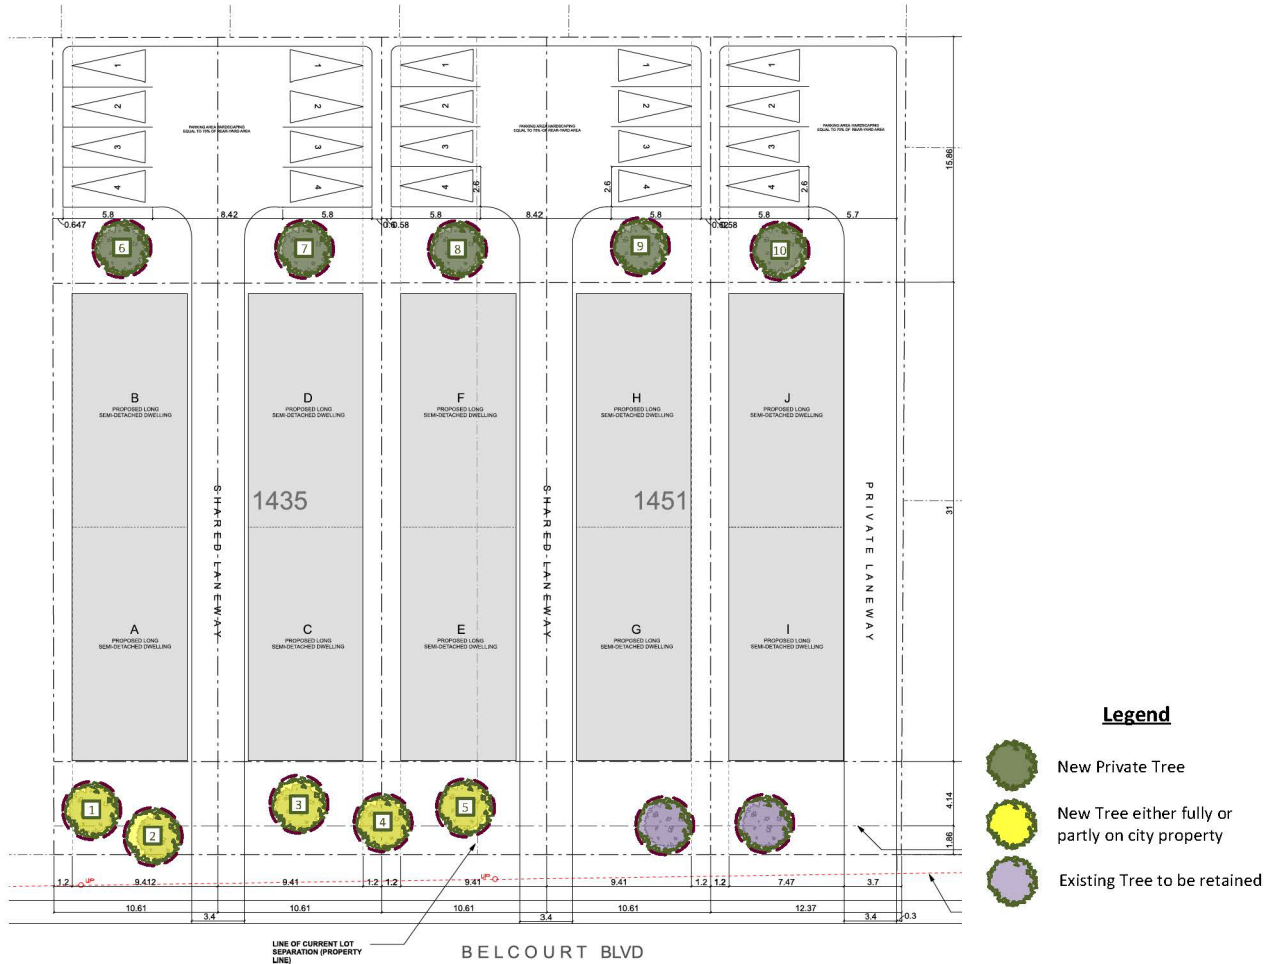 1
1
1
1
1
2
2
2
2
2
PARKING AREA HARDSCAPING
EQUAL TO 70% OF REAR-YARD AREA
PARKING AREA HARDSCAPING
EQUAL TO 70% OF REAR-YARD AREA
PARKING AREA HARDSCAPING
EQUAL TO 70% OF REAR-YARD AREA
3
3
3
3
3
15.86
4
4
4
4
4
2.6
2.6
2.6
5.8
8.42
5.8
5.8
8.42
5.8
5.8
5.7
0.647
0.58
0.58
6
7
8
9
10
B
PROPOSED LONG
SEMI-DETACHED DWELLING
D
PROPOSED LONG
SEMI-DETACHED DWELLING
F
PROPOSED LONG
SEMI-DETACHED DWELLING
H
PROPOSED LONG
SEMI-DETACHED DWELLING
J
PROPOSED LONG
SEMI-DETACHED DWELLING
1435
1451
SHARED LANEWAY
SHARED LANEWAY
PRIVATE LANEWAY
31
A
PROPOSED LONG
SEMI-DETACHED DWELLING
C
PROPOSED LONG
SEMI-DETACHED DWELLING
E
PROPOSED LONG
SEMI-DETACHED DWELLING
G
PROPOSED LONG
SEMI-DETACHED DWELLING
I
PROPOSED LONG
SEMI-DETACHED DWELLING
Legend
New Private Tree
New Tree either fully or
partly on city property
Existing Tree to be retained
1
2
3
4
5
4.14
1.86
UP
UP
1.2
9.412
9.41
1.2
1.2
9.41
9.41
1.2
1.2
7.47
3.7
10.61
10.61
10.61
10.61
12.37
3.4
3.4
3.4
0.3
LINE OF CURRENT LOT
SEPARATION (PROPERTY
LINE)
BELCOURT BLVD